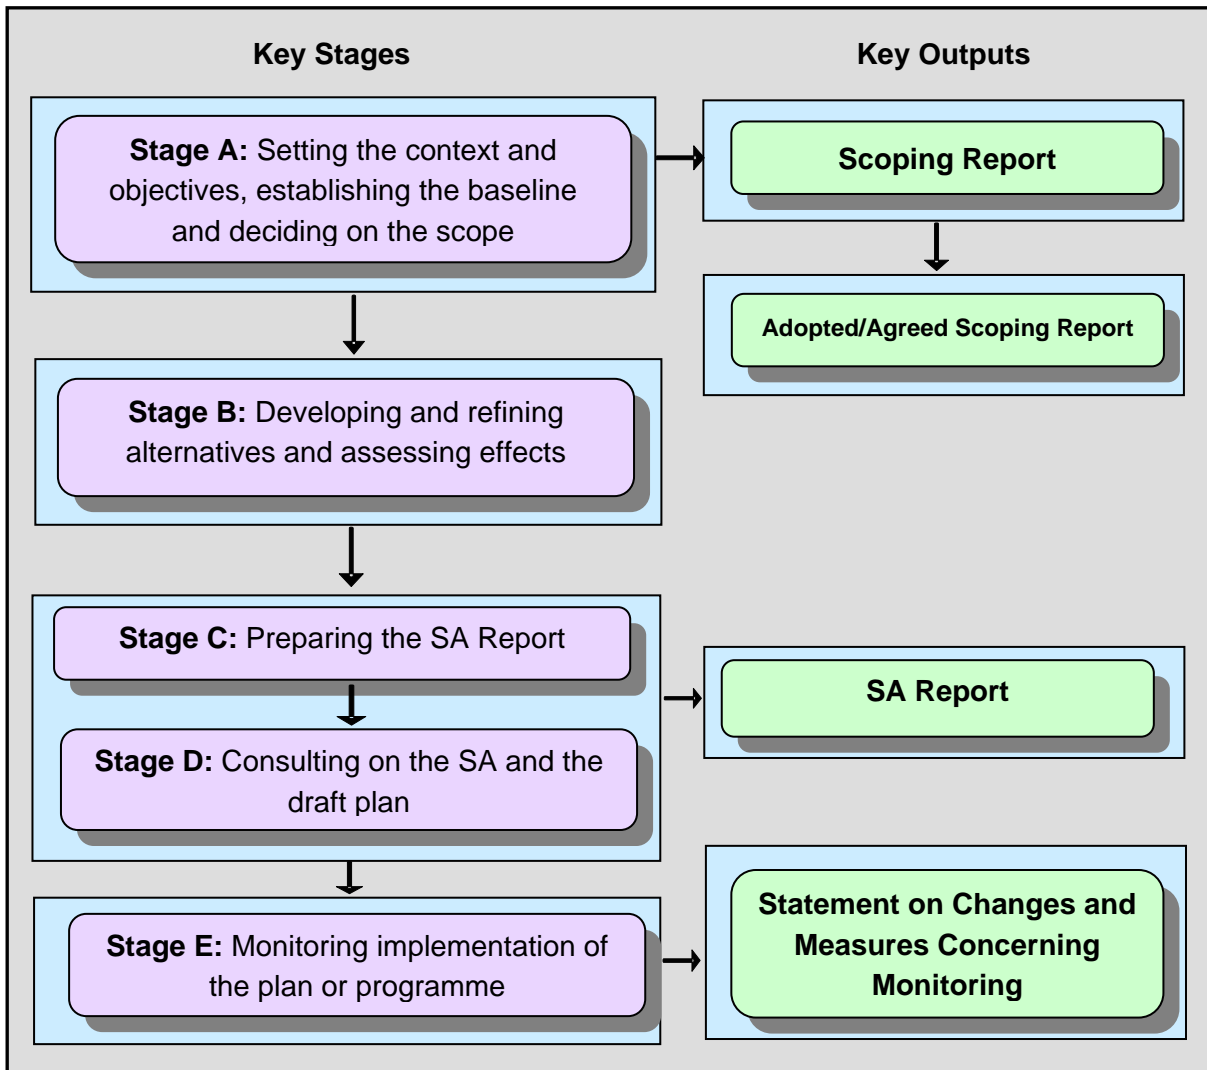 Key Stages
Key Outputs
Stage A: Setting the context and
objectives, establishing the baseline
and deciding on the scope
Scoping Report
Adopted/Agreed Scoping Report
Stage B: Developing and refining
alternatives and assessing effects
Stage C: Preparing the SA Report
SA Report
Stage D: Consulting on the SA and the
draft plan
Stage E: Monitoring implementation of
the plan or programme
Statement on Changes and
Measures Concerning
Monitoring